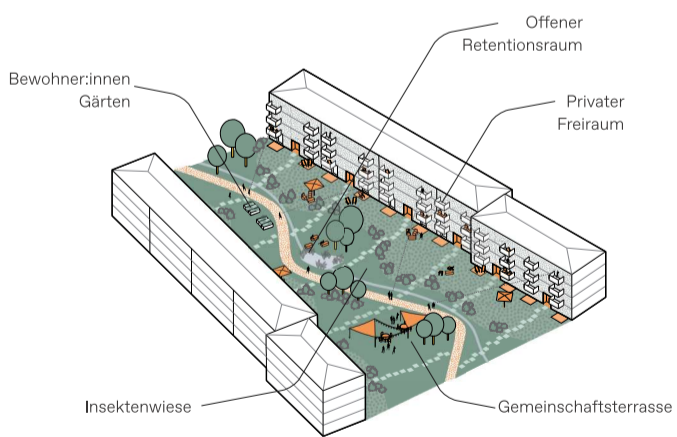 Offener
Retentionsraum
Bewohner:innen
Gärten
Privater
Freiraum
Insektenwiese
Gemeinschaftsterrasse